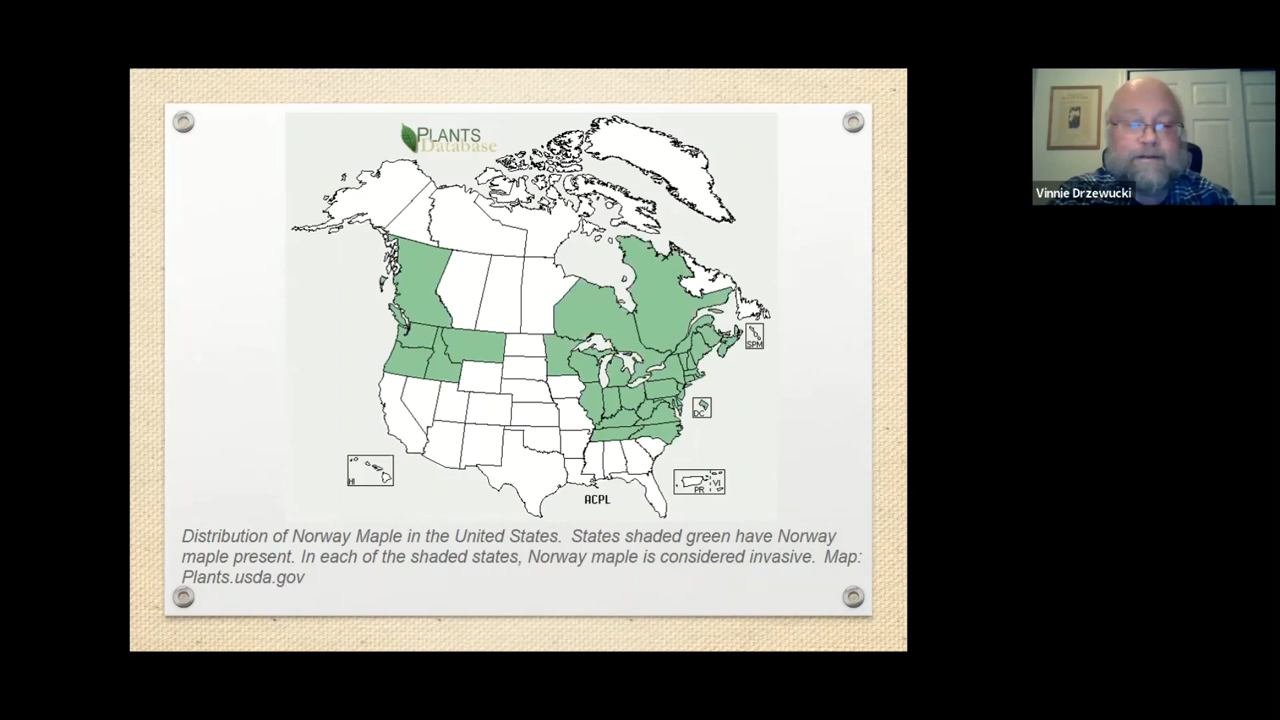 PLANTS
Database
Vinnie Drzewucki
SPM
DC
HI
PR
VI
ACPL
Distribution of Norway Maple in the United States.  States shaded green have Norway
maple present. In each of the shaded states, Norway maple is considered invasive.  Map:
Plants.usda.gov